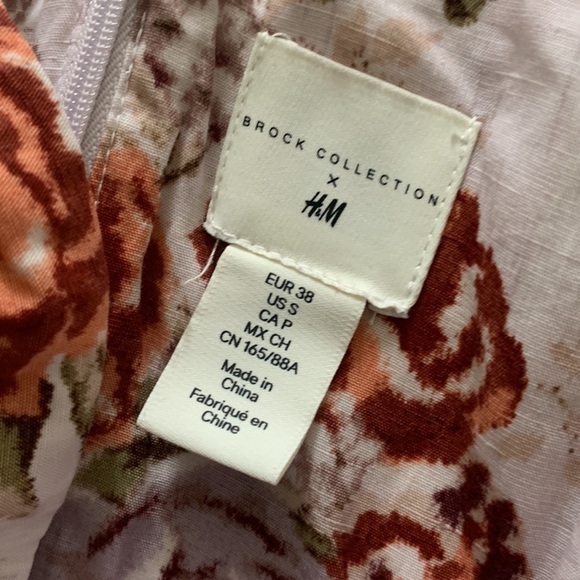 BROCK COLLECTION
X
H&M
EUR 38
US S
CA P
MX CH
CN 165/88A
Made in
China
Fabriqué en
Chine